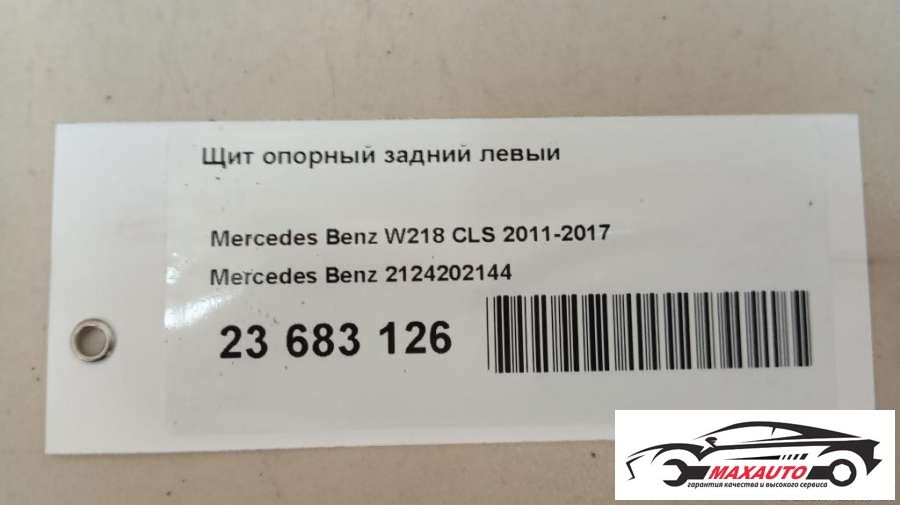 Щит опорный задний левыи
Mercedes Benz W218 CLS 2011-2017
Mercedes Benz 2124202144
23 683 126
MAXAUTO
гарантия качества и высокого сервиса